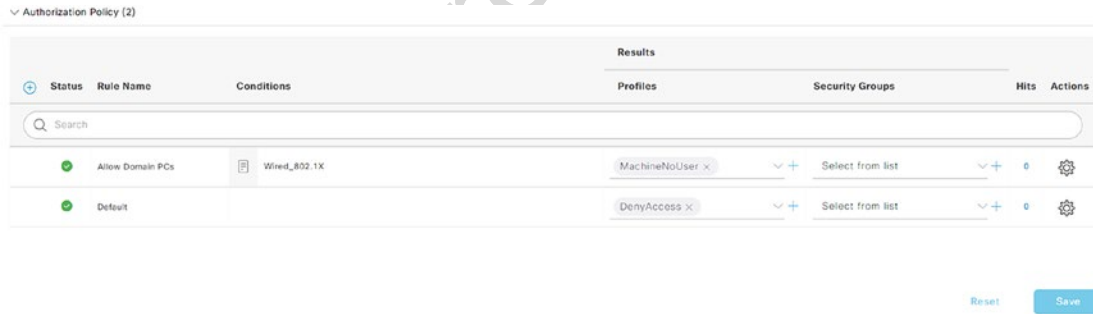 Authorization Policy (2)
Results
Status Rule Name Conditions Profiles Security Groups Hits Actions
Search
Allow Domain PCs Wired_802.1X MachineNoUser × Select from list 0
Default DenyAccess × Select from list 0
Reset Save